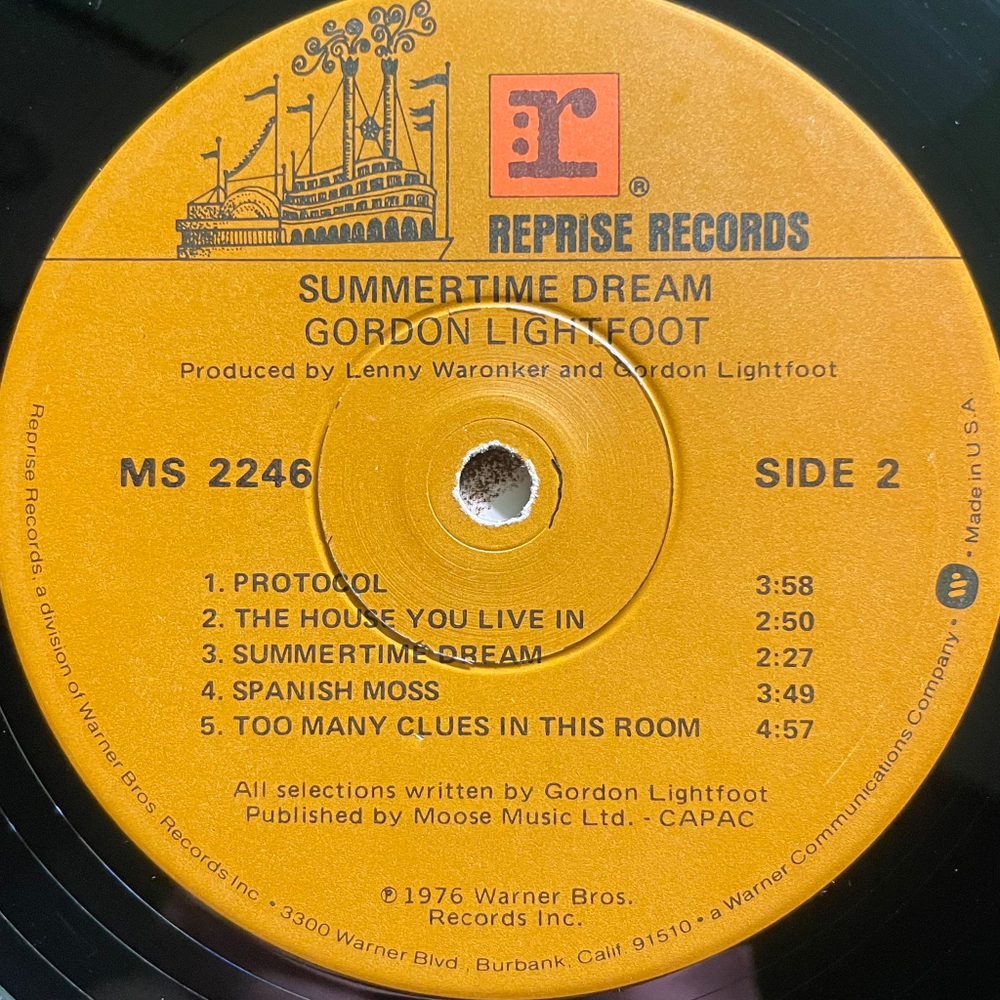 r
®
REPRISE RECORDS
SUMMERTIME DREAM
GORDON LIGHTFOOT
Produced by Lenny Waronker and Gordon Lightfoot
MS 2246
SIDE 2
1. PROTOCOL 3:58
2. THE HOUSE YOU LIVE IN 2:50
3. SUMMERTIME DREAM 2:27
4. SPANISH MOSS 3:49
5. TOO MANY CLUES IN THIS ROOM 4:57
All selections written by Gordon Lightfoot
Published by Moose Music Ltd. - CAPAC
℗ 1976 Warner Bros.
Records Inc.
Reprise Records, a division of Warner Bros. Records Inc • 3300 Warner Blvd., Burbank, Calif. 91510 • a Warner Communications Company • W • Made in U.S.A.